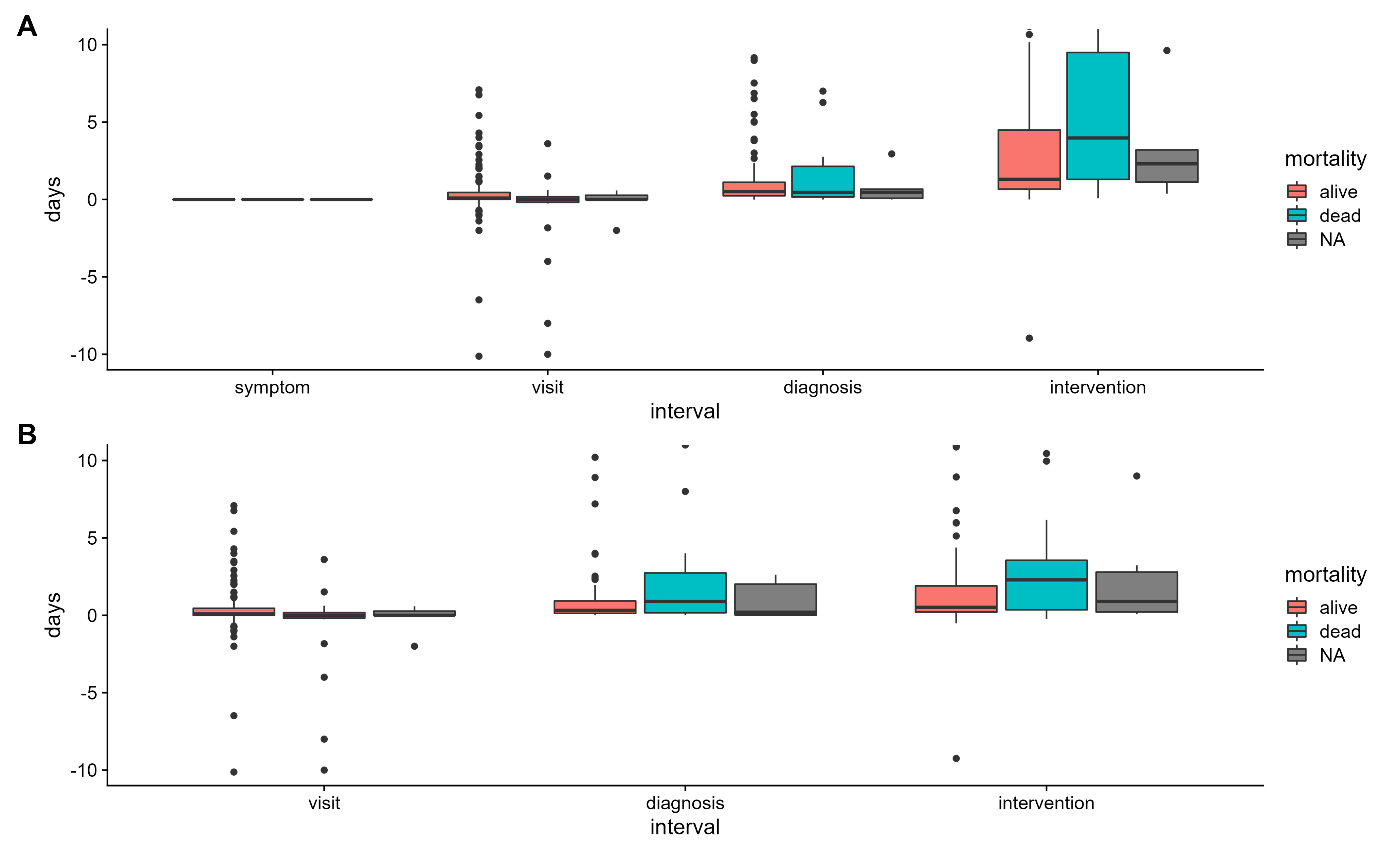 A
10
5
0
-5
-10
days
symptom visit diagnosis intervention
interval
mortality
alive
dead
NA
B
10
5
0
-5
-10
days
visit diagnosis intervention
interval
mortality
alive
dead
NA